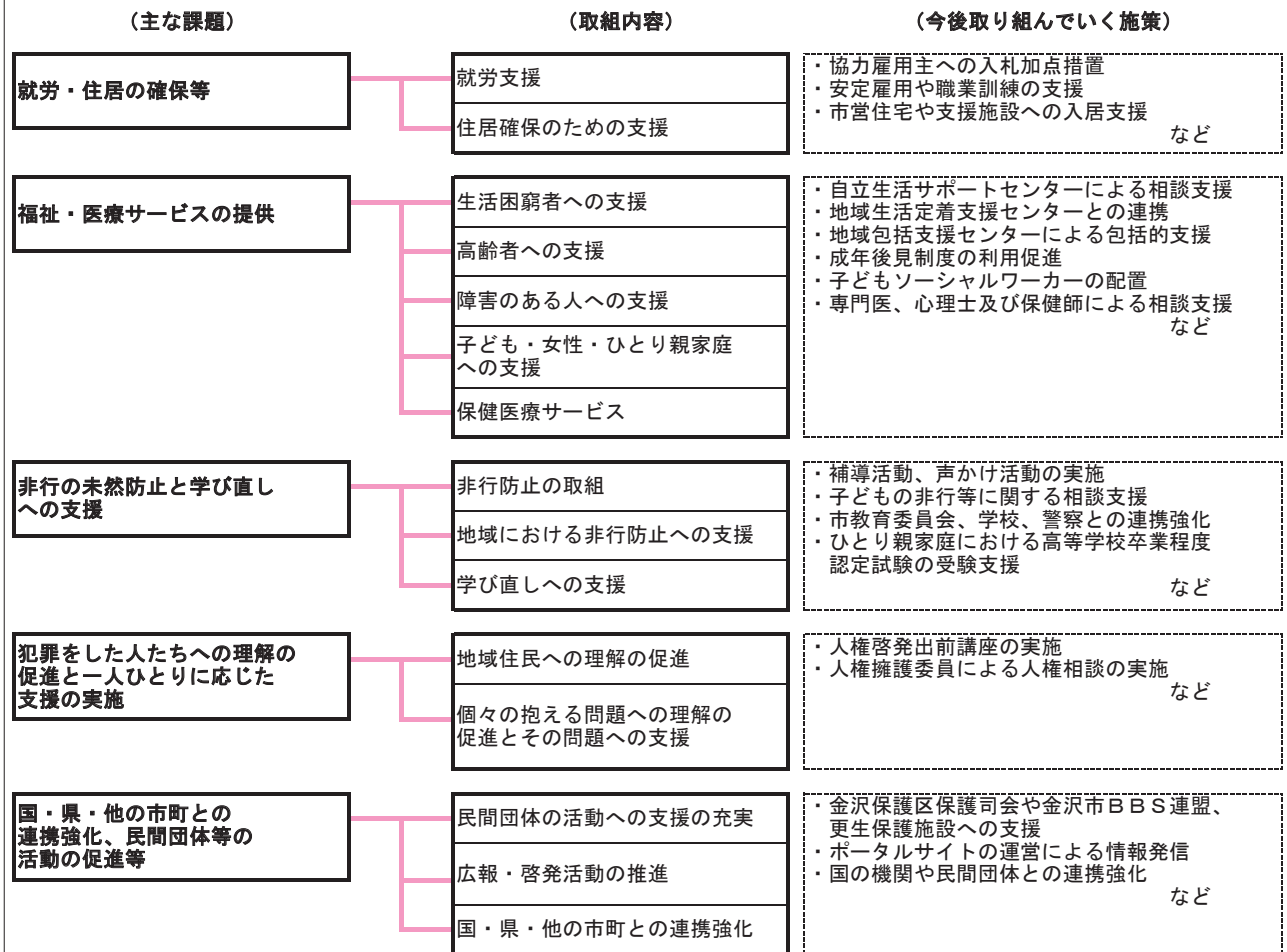 （主な課題）
（取組内容）
（今後取り組んでいく施策）
就労・住居の確保等
就労支援
住居確保のための支援
・協力雇用主への入札加点措置
・安定雇用や職業訓練の支援
・市営住宅や支援施設への入居支援
など
福祉・医療サービスの提供
生活困窮者への支援
高齢者への支援
障害のある人への支援
子ども・女性・ひとり親家庭
への支援
保健医療サービス
・自立生活サポートセンターによる相談支援
・地域生活定着支援センターとの連携
・地域包括支援センターによる包括的支援
・成年後見制度の利用促進
・子どもソーシャルワーカーの配置
・専門医、心理士及び保健師による相談支援
など
非行の未然防止と学び直し
への支援
非行防止の取組
地域における非行防止への支援
学び直しへの支援
・補導活動、声かけ活動の実施
・子どもの非行等に関する相談支援
・市教育委員会、学校、警察との連携強化
・ひとり親家庭における高等学校卒業程度
認定試験の受験支援
など
犯罪をした人たちへの理解の
促進と一人ひとりに応じた
支援の実施
地域住民への理解の促進
個々の抱える問題への理解の
促進とその問題への支援
・人権啓発出前講座の実施
・人権擁護委員による人権相談の実施
など
国・県・他の市町との
連携強化、民間団体等の
活動の促進等
民間団体の活動への支援の充実
広報・啓発活動の推進
国・県・他の市町との連携強化
・金沢保護区保護司会や金沢市ＢＢＳ連盟、
更生保護施設への支援
・ポータルサイトの運営による情報発信
・国の機関や民間団体との連携強化
など